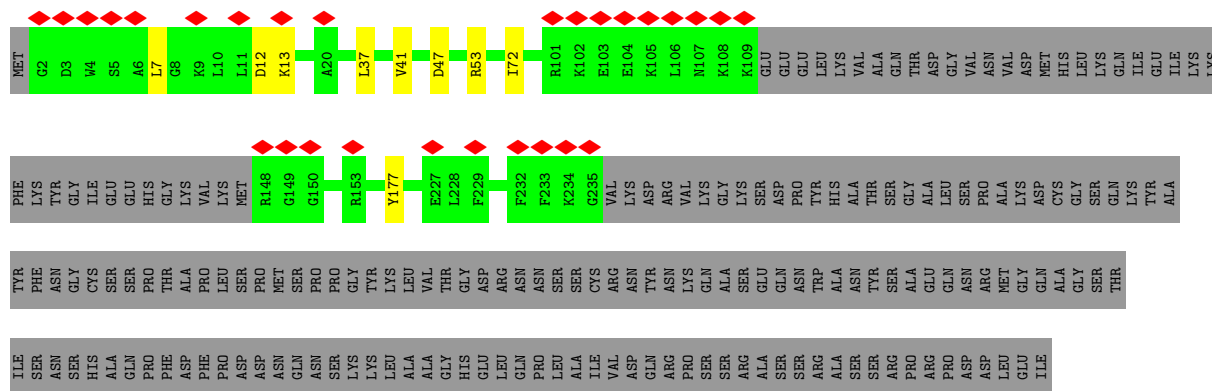 MET G2 D3 W4 S5 A6 L7 G8 K9 L10 L11 D12 K13 A20 L37 V41 D47 R53 I72 R101 K102 E103 E104 K105 L106 N107 K108 K109 GLU GLU GLU LEU LYS VAL ALA GLN THR ASP GLY VAL ASN VAL ASP MET HIS LEU LYS GLN ILE GLU ILE LYS LYS
PHE LYS TYR GLY ILE GLU GLU HIS GLY LYS VAL LYS MET R148 G149 G150 R153 Y177 E227 L228 F229 F232 F233 K234 G235 VAL LYS ASP ARG VAL LYS GLY LYS SER ASP PRO TYR HIS ALA THR SER GLY ALA LEU SER PRO ALA LYS ASP CYS GLY SER GLN LYS TYR ALA
TYR PHE ASN GLY CYS SER SER PRO THR ALA PRO LEU SER PRO MET SER PRO PRO GLY TYR LYS LEU VAL THR GLY ASP ARG ASN ASN SER SER CYS ARG ASN TYR ASN LYS GLN ALA SER GLU GLN ASN TRP ALA ASN TYR SER ALA GLU GLN ASN ARG MET GLY GLN ALA GLY SER THR
ILE SER ASN SER HIS ALA GLN PRO PHE ASP PHE PRO ASP ASP ASN GLN ASN SER LYS LYS LEU ALA ALA GLY HIS GLU LEU GLN PRO LEU ALA ILE VAL ASP GLN ARG PRO SER SER ARG ALA SER SER ARG ALA SER SER ARG PRO ARG PRO ASP ASP LEU GLU ILE